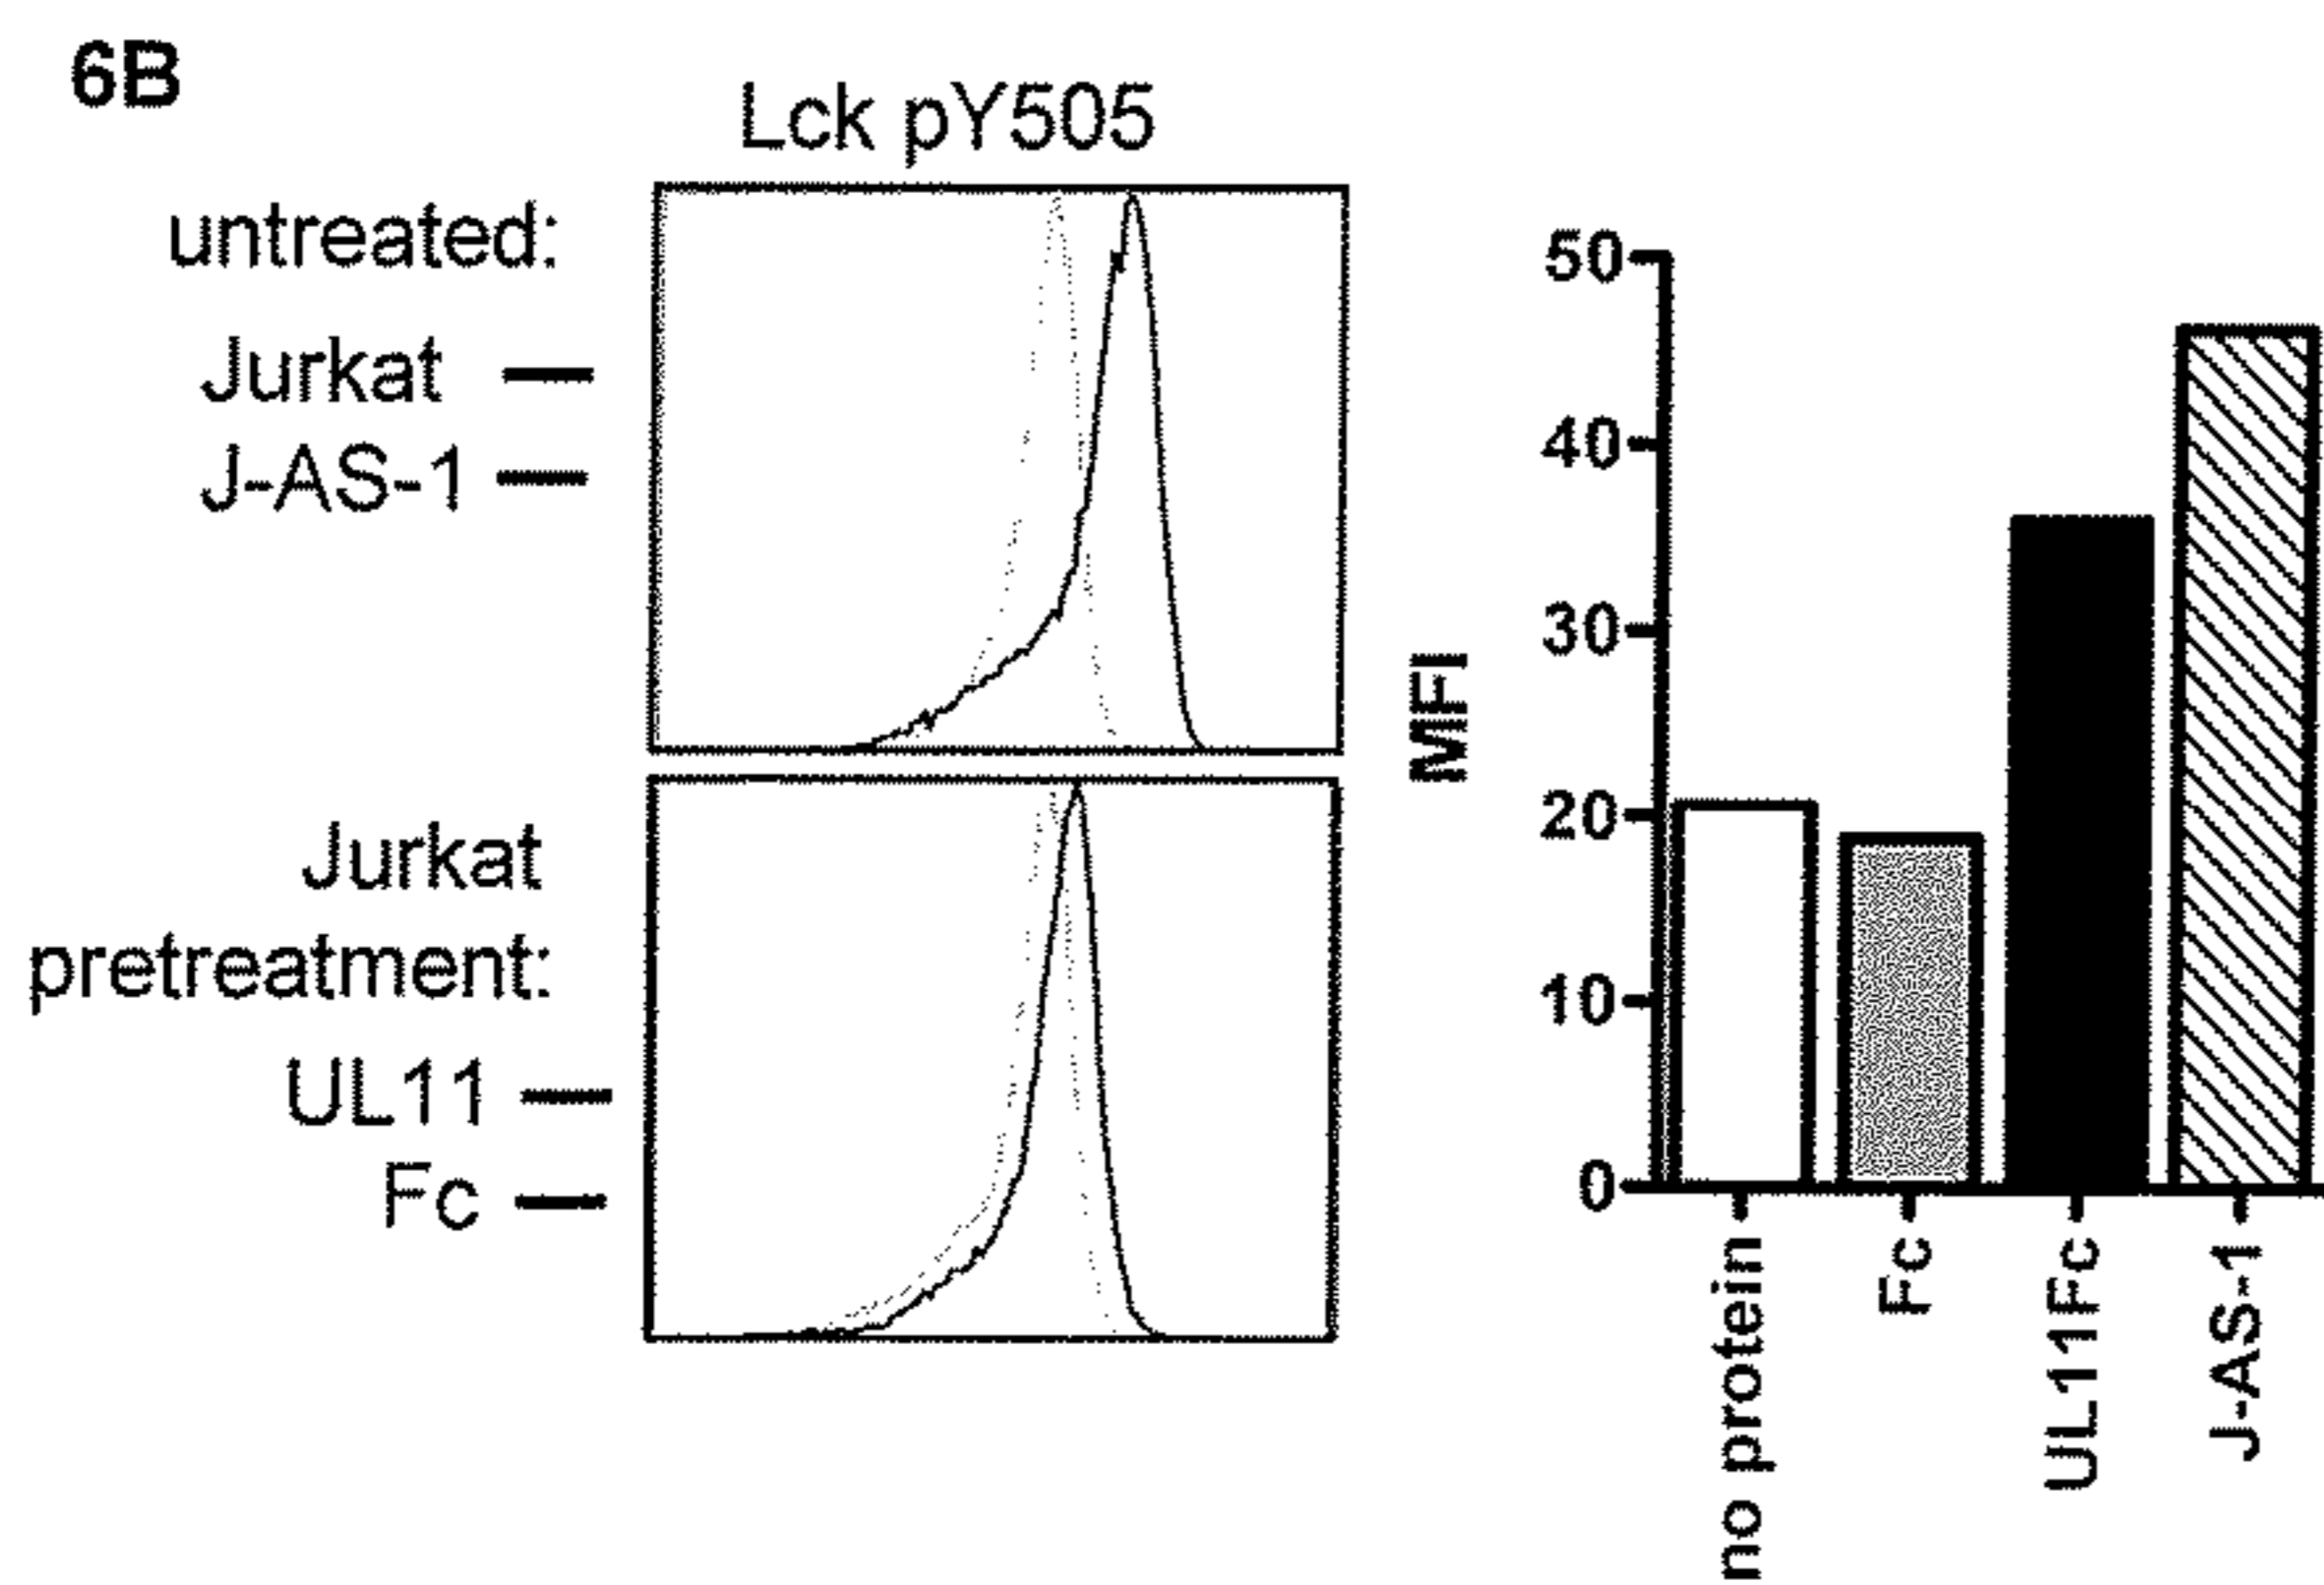 6B
Lck pY505
untreated:
Jurkat
J-AS-1
Jurkat
pretreatment:
UL11
Fc
MFI
50
40
30
20
10
0
no protein
Fc
UL11Fc
J-AS-1